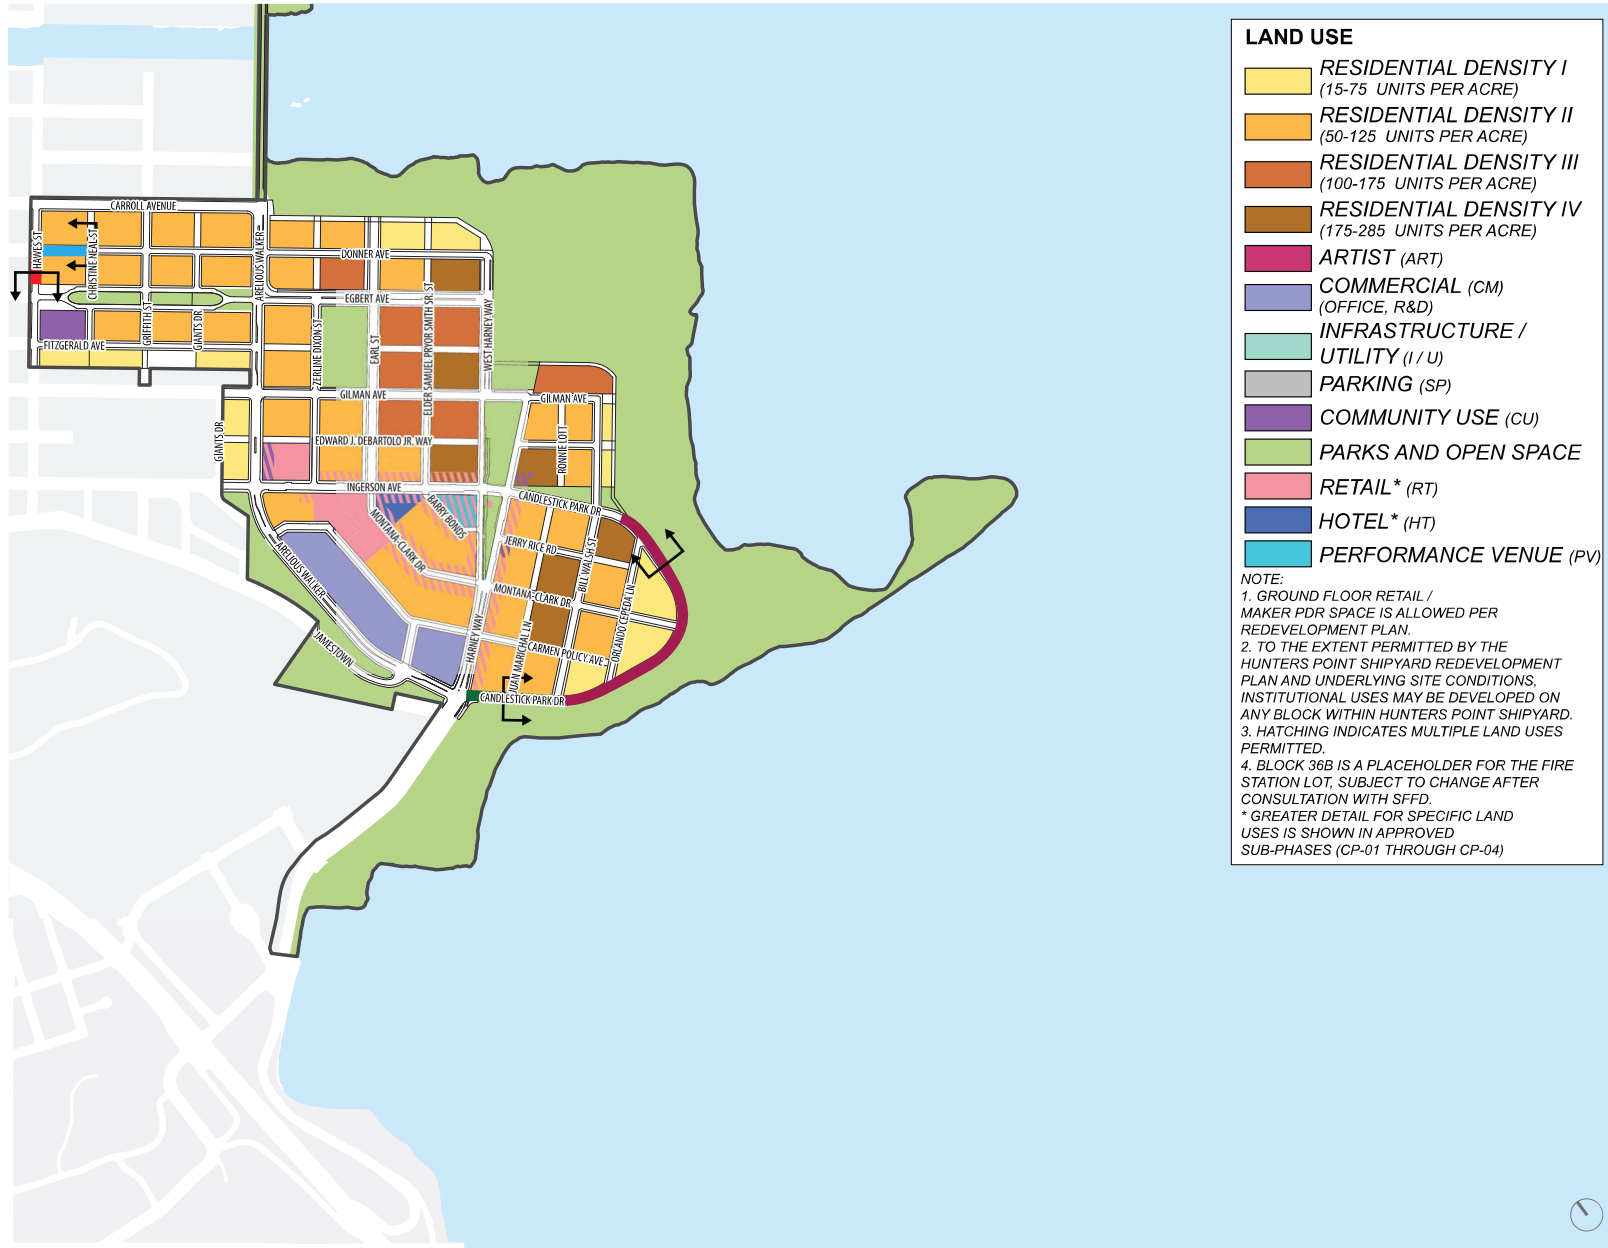 LAND USE
RESIDENTIAL DENSITY I
(15-75 UNITS PER ACRE)
RESIDENTIAL DENSITY II
(50-125 UNITS PER ACRE)
RESIDENTIAL DENSITY III
(100-175 UNITS PER ACRE)
RESIDENTIAL DENSITY IV
(175-285 UNITS PER ACRE)
ARTIST (ART)
COMMERCIAL (CM)
(OFFICE, R&D)
INFRASTRUCTURE /
UTILITY (I / U)
PARKING (SP)
COMMUNITY USE (CU)
PARKS AND OPEN SPACE
RETAIL* (RT)
HOTEL* (HT)
PERFORMANCE VENUE (PV)
NOTE:
1. GROUND FLOOR RETAIL /
MAKER PDR SPACE IS ALLOWED PER
REDEVELOPMENT PLAN.
2. TO THE EXTENT PERMITTED BY THE
HUNTERS POINT SHIPYARD REDEVELOPMENT
PLAN AND UNDERLYING SITE CONDITIONS,
INSTITUTIONAL USES MAY BE DEVELOPED ON
ANY BLOCK WITHIN HUNTERS POINT SHIPYARD.
3. HATCHING INDICATES MULTIPLE LAND USES
PERMITTED.
4. BLOCK 36B IS A PLACEHOLDER FOR THE FIRE
STATION LOT, SUBJECT TO CHANGE AFTER
CONSULTATION WITH SFFD.
* GREATER DETAIL FOR SPECIFIC LAND
USES IS SHOWN IN APPROVED
SUB-PHASES (CP-01 THROUGH CP-04)
CARROLL AVENUE
HAWES ST
CHRISTINE NEAL ST
ARELIOUS WALKER
DONNER AVE
EGBERT AVE
GRIFFITH ST
GIANTS DR
FITZGERALD AVE
ZERLINE DIXON ST
EARL ST
ELDER SAMUEL PRYOR SMITH SR. ST
WEST HARNEY WAY
GILMAN AVE
GILMAN AVE
GIANTS DR
EDWARD J. DEBARTOLO JR. WAY
RONNIE LOTT
INGERSON AVE
CANDLESTICK PARK DR
BARRY BONDS
MONTANA-CLARK DR
JERRY RICE RD
BILL WALSH ST
ARELIOUS WALKER
MONTANA-CLARK DR
ORLANDO CEPEDA LN
JAMESTOWN
HARNEY WAY
JUAN MARICHAL LN
CARMEN POLICY AVE
CANDLESTICK PARK DR